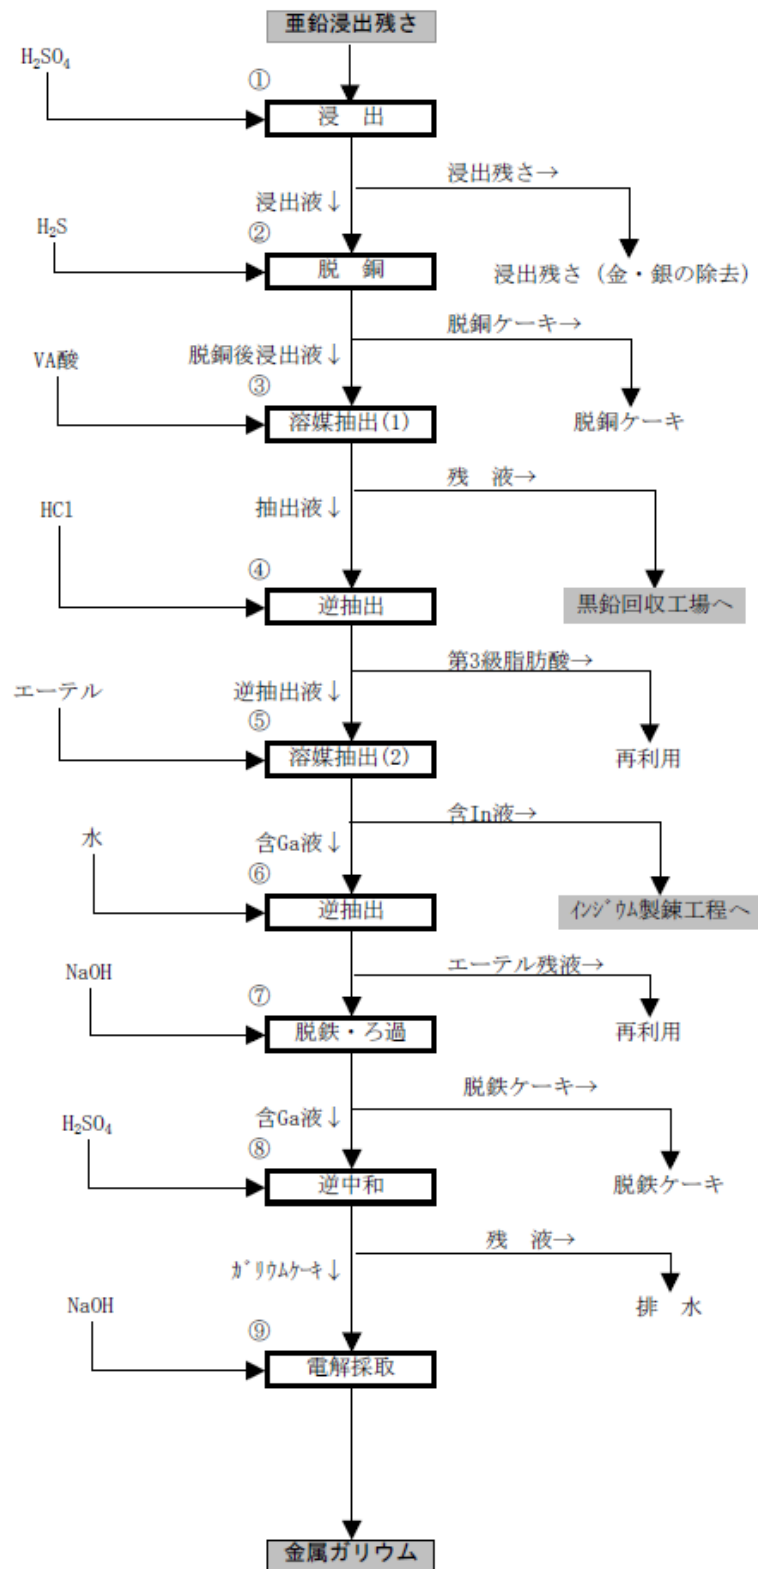 亜鉛浸出残さ
H₂SO₄
①
浸 出
浸出残さ→
浸出液↓
H₂S
②
脱 銅
浸出残さ（金・銀の除去）
脱銅ケーキ→
VA酸
脱銅後浸出液↓
③
溶媒抽出(1)
脱銅ケーキ
残 液→
HCl
抽出液↓
④
逆抽出
黒鉛回収工場へ
第3級脂肪酸→
エーテル
逆抽出液↓
⑤
溶媒抽出(2)
再利用
含In液→
水
含Ga液↓
⑥
逆抽出
ｲﾝｼﾞｳﾑ製錬工程へ
エーテル残液→
NaOH
⑦
脱鉄・ろ過
再利用
脱鉄ケーキ→
H₂SO₄
含Ga液↓
⑧
逆中和
脱鉄ケーキ
残 液→
ｶﾞﾘｳﾑｹｰｷ↓
NaOH
排 水
⑨
電解採取
金属ガリウム